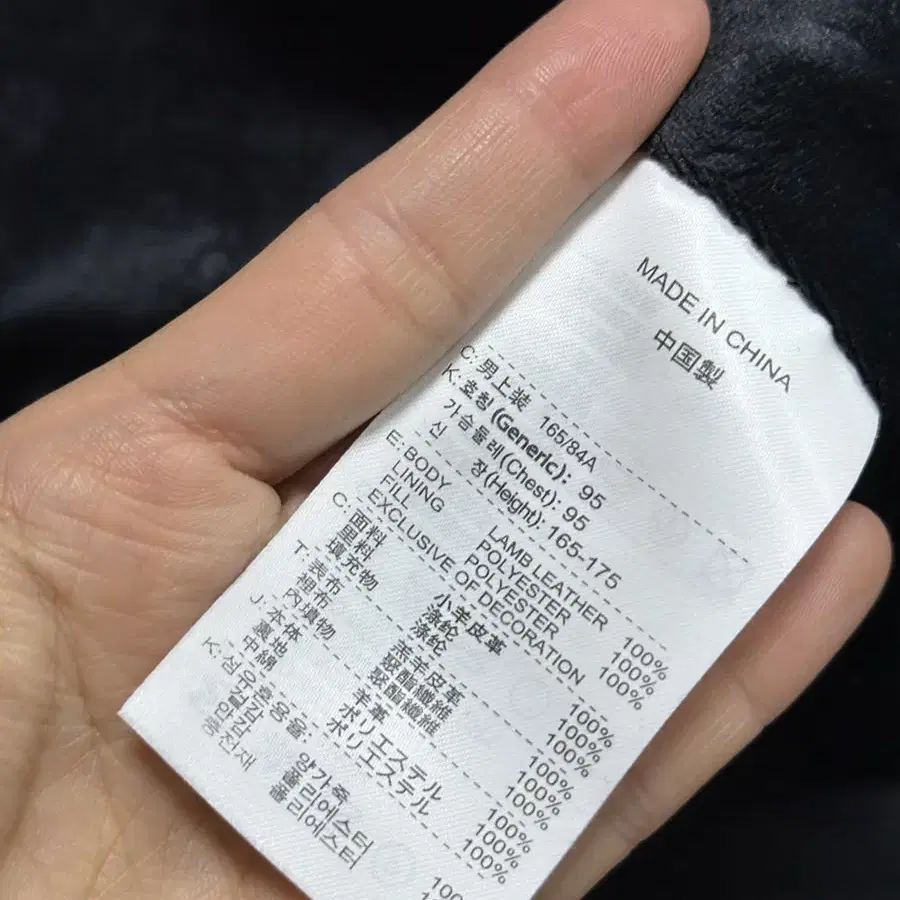 MADE IN CHINA
中国製
C: 男上装 165/84A
K: 호칭(Generic): 95
가슴둘레(Chest): 95
신 장(Height): 165-175
E: BODY LAMB LEATHER 100%
LINING POLYESTER 100%
FILL POLYESTER 100%
EXCLUSIVE OF DECORATION
C: 面料 小羊皮革 100%
里料 涤纶 100%
填充物 涤纶 100%
T: 表布 羔羊皮革 100%
裡布 聚酯纖維 100%
內填物 聚酯纖維 100%
J: 本体 羊革 100%
裏地 ポリエステル 100%
中綿 ポリエステル 100%
K: 양가죽 100
폴리에스터
충전재 폴리에스터